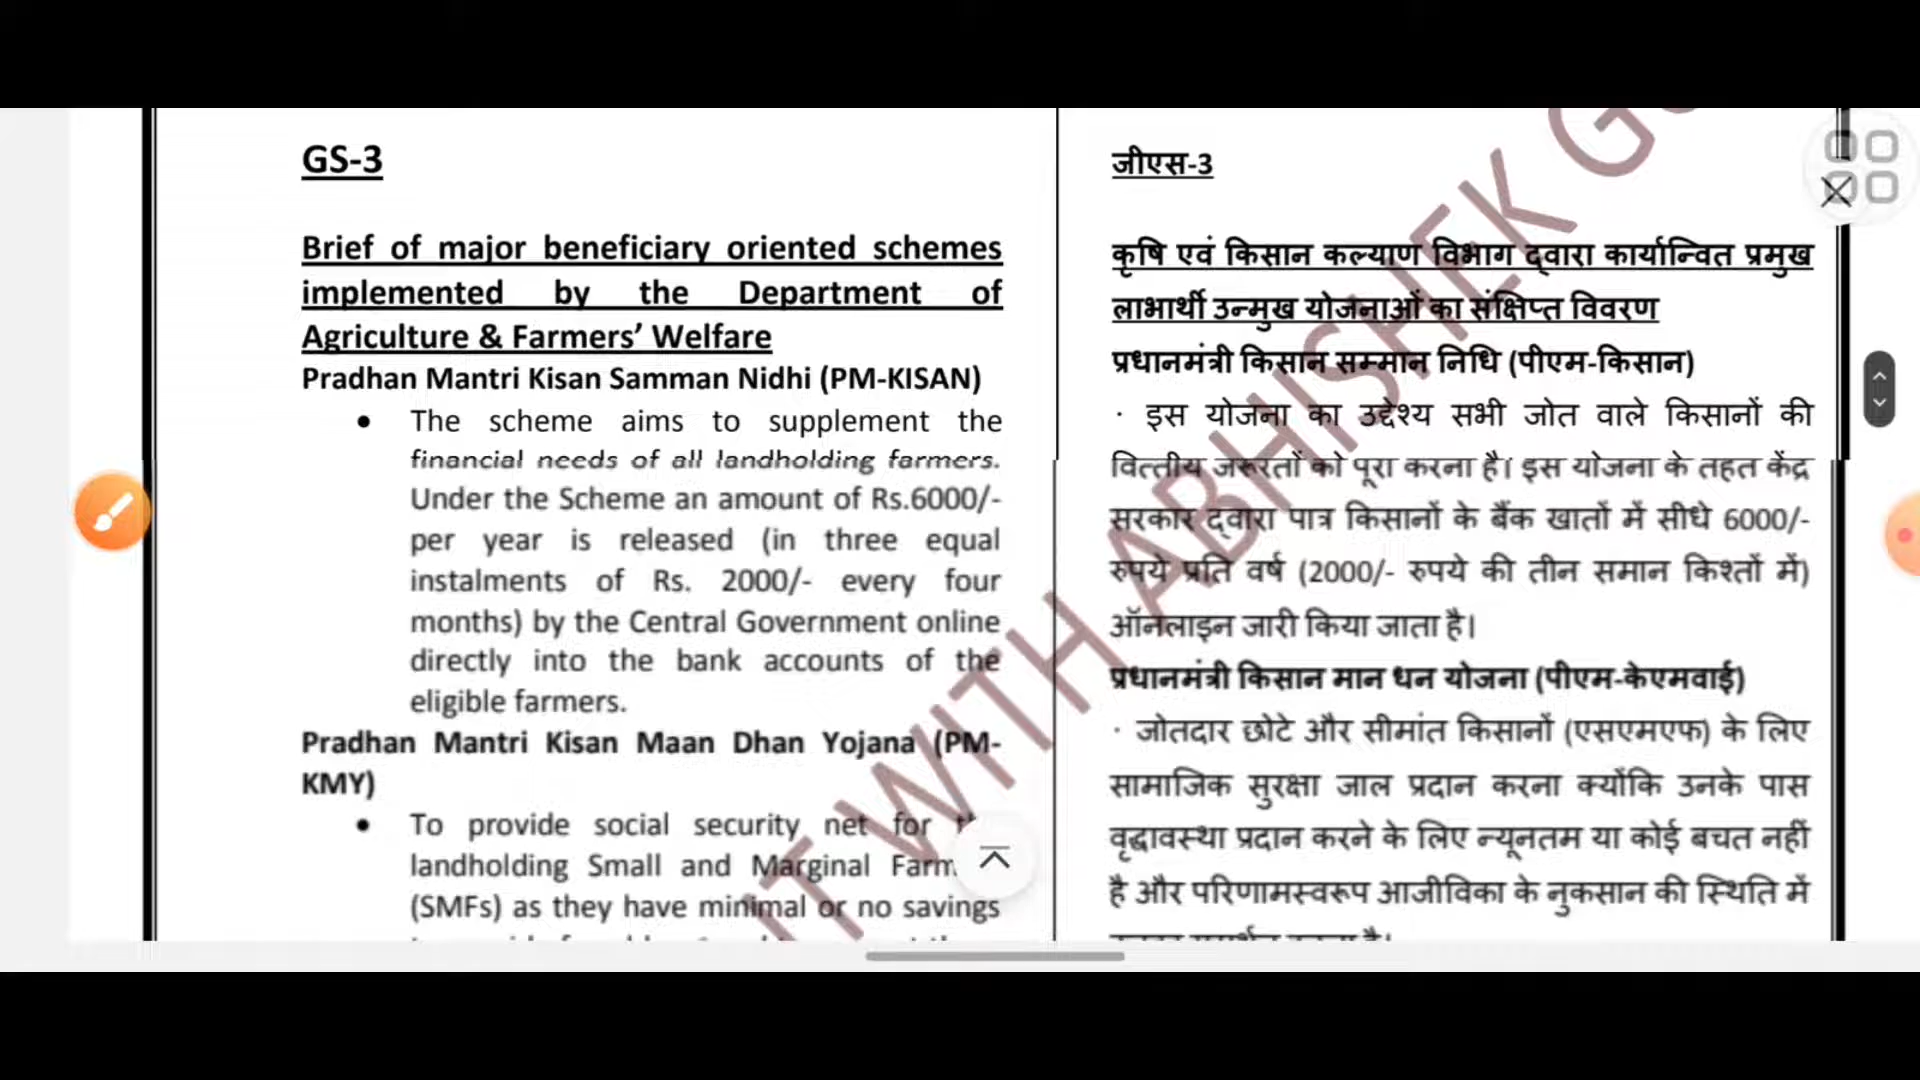 GS-3
Brief of major beneficiary oriented schemes
implemented by the Department of
Agriculture & Farmers’ Welfare
Pradhan Mantri Kisan Samman Nidhi (PM-KISAN)
• The scheme aims to supplement the
financial needs of all landholding farmers.
Under the Scheme an amount of Rs.6000/-
per year is released (in three equal
instalments of Rs. 2000/- every four
months) by the Central Government online
directly into the bank accounts of the
eligible farmers.
Pradhan Mantri Kisan Maan Dhan Yojana (PM-
KMY)
• To provide social security net for
landholding Small and Marginal
(SMFs) as they have minimal or no savings
जीएस-3
कृषि एवं किसान कल्याण विभाग द्वारा कार्यान्वित प्रमुख
लाभार्थी उन्मुख योजनाओं का संक्षिप्त विवरण
प्रधानमंत्री किसान सम्मान निधि (पीएम-किसान)
· इस योजना का उद्देश्य सभी जोत वाले किसानों की
वित्तीय जरूरतों को पूरा करना है। इस योजना के तहत केंद्र
सरकार द्वारा पात्र किसानों के बैंक खातों में सीधे 6000/-
रुपये प्रति वर्ष (2000/- रुपये की तीन समान किश्तों में)
ऑनलाइन जारी किया जाता है।
प्रधानमंत्री किसान मान धन योजना (पीएम-केएमवाई)
· जोतदार छोटे और सीमांत किसानों (एसएमएफ) के लिए
सामाजिक सुरक्षा जाल प्रदान करना क्योंकि उनके पास
वृद्धावस्था प्रदान करने के लिए न्यूनतम या कोई बचत नहीं
है और परिणामस्वरूप आजीविका के नुकसान की स्थिति में
IT WITH ABHISHEK